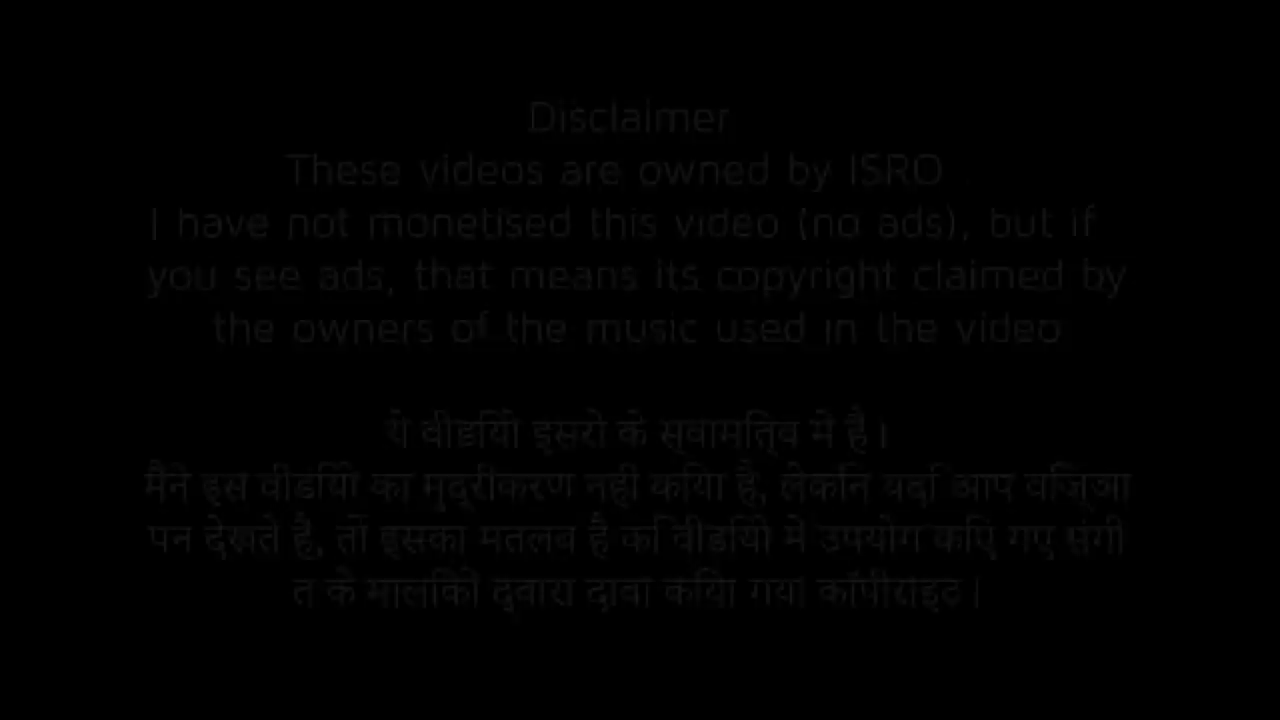 Disclaimer
These videos are owned by ISRO
I have not monetised this video (no ads), but if
you see ads, that means its copyright claimed by
the owners of the music used in the video
ये वीडियो इसरो के स्वामित्व में है।
मैंने इस वीडियो का मुद्रीकरण नहीं किया है, लेकिन यदि आप विज्ञा
पन देखते हैं, तो इसका मतलब है कि वीडियो में उपयोग किए गए संगी
त के मालिकों द्वारा दावा किया गया कॉपीराइट।